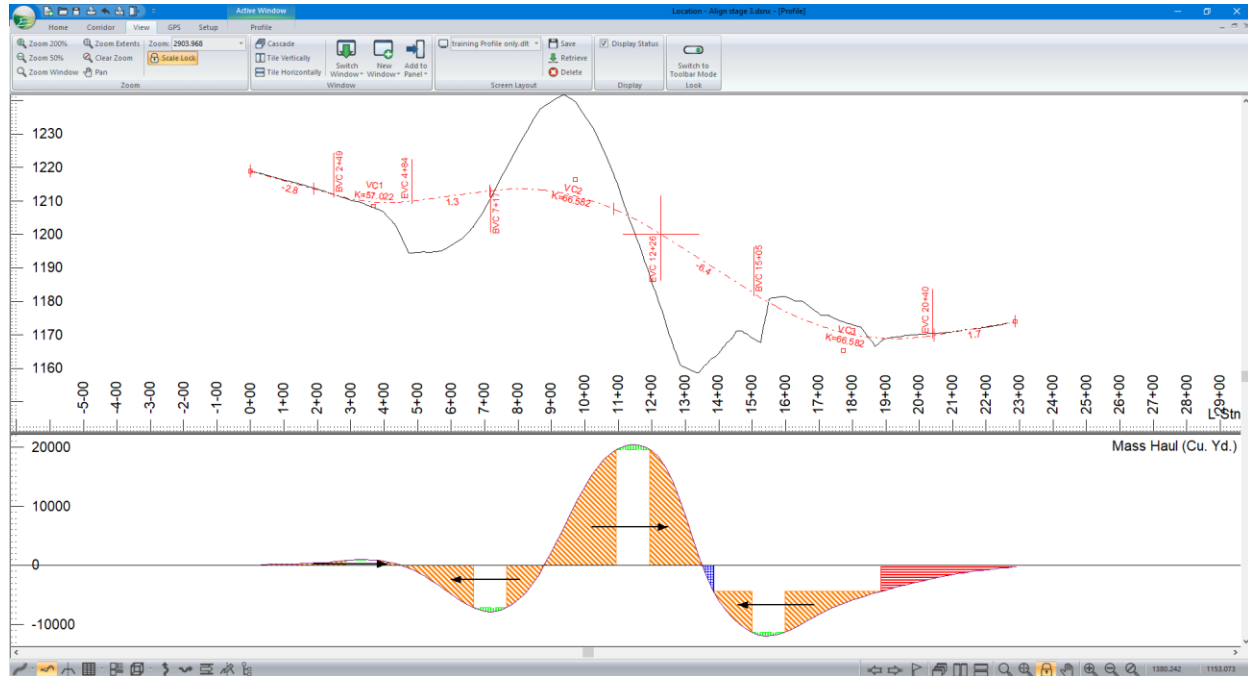 Active Window
Location - Align stage 3.dsnx - [Profile]
Home Corridor View GPS Setup Profile
Zoom 200% Zoom Extents Zoom: 2903.968
Zoom 50% Clear Zoom Scale Lock
Zoom Window Pan
Zoom
Cascade
Tile Vertically
Tile Horizontally
Switch Window
New Window
Add to Panel
Window
training Profile only.dlt
Save
Retrieve
Delete
Screen Layout
Display Status
Display
Switch to Toolbar Mode
Look
1230
1220
1210
1200
1190
1180
1170
1160
-2.8
BVC 2+49
VC1
K=57.022
BVC 4+84
1.3
BVC 7+17
VC2
K=66.582
EVC 12+26
-6.4
BVC 15+05
VC3
K=66.582
EVC 20+40
1.7
-5+00 -4+00 -3+00 -2+00 -1+00 0+00 1+00 2+00 3+00 4+00 5+00 6+00 7+00 8+00 9+00 10+00 11+00 12+00 13+00 14+00 15+00 16+00 17+00 18+00 19+00 20+00 21+00 22+00 23+00 24+00 25+00 26+00 27+00 28+00 29+00
L-Stn
Mass Haul (Cu. Yd.)
20000
10000
0
-10000
1380.242 1153.073